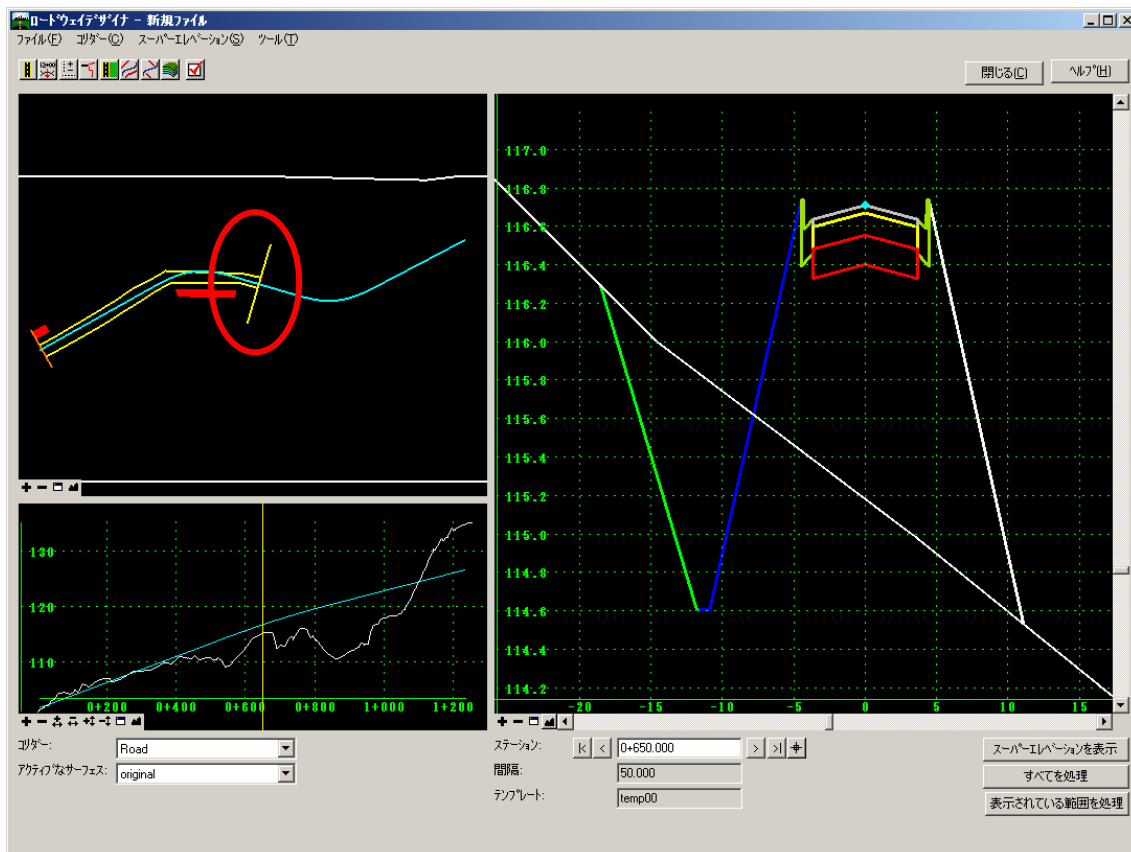 ロードウェイデザイナ - 新規ファイル
ファイル(F) コリダー(C) スーパーエレベーション(S) ツール(T)
閉じる(C) ヘルプ(H)
117.0
116.8
116.6
116.4
116.2
116.0
115.8
115.6
115.4
115.2
115.0
114.8
114.6
114.4
114.2
-20 -15 -10 -5 0 5 10 15
130
120
110
0+200 0+400 0+600 0+800 1+000 1+200
コリダー: Road
アクティブなサーフェス: original
ステーション: 0+650.000
間隔: 50.000
テンプレート: temp00
スーパーエレベーションを表示
すべてを処理
表示されている範囲を処理